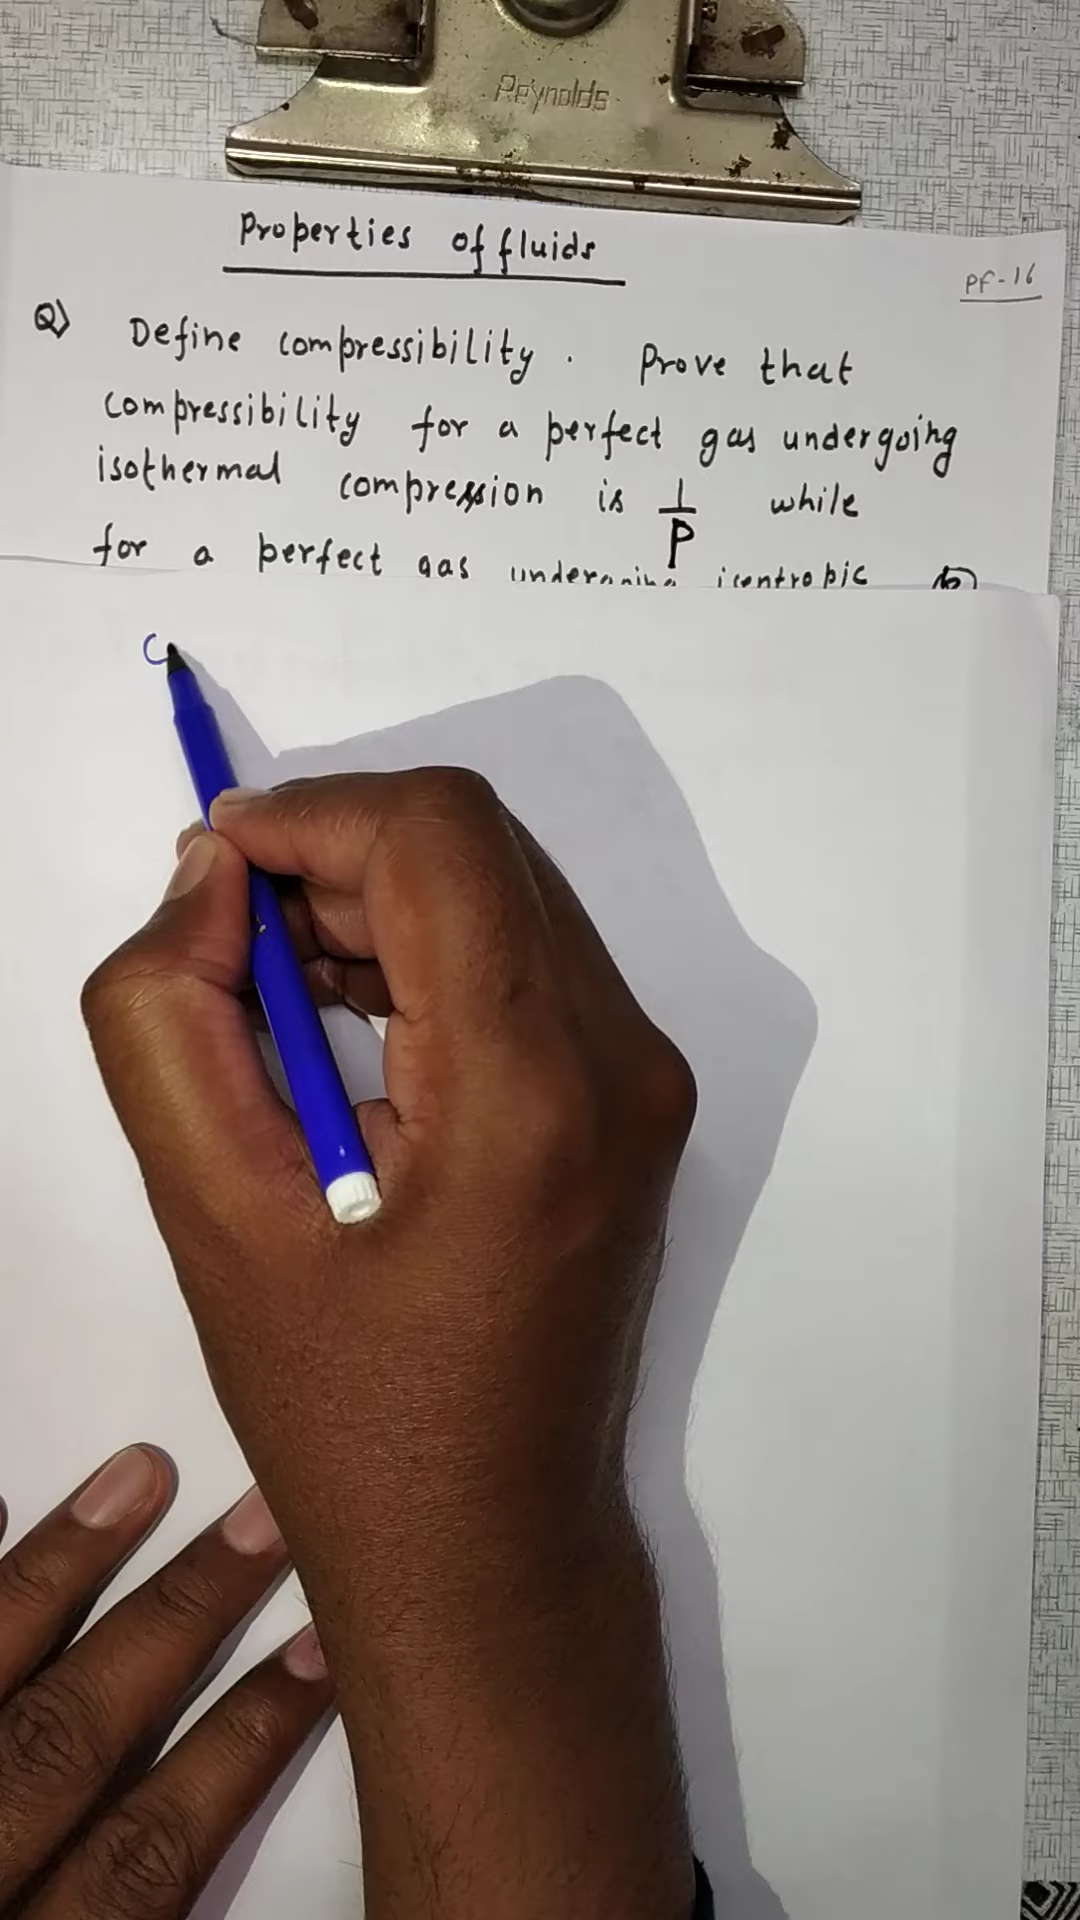 Reynolds
Properties of fluids
PF-16
Q) Define compressibility. Prove that
compressibility for a perfect gas undergoing
isothermal compression is 1/P while
for a perfect gas undergoing isentropic
C